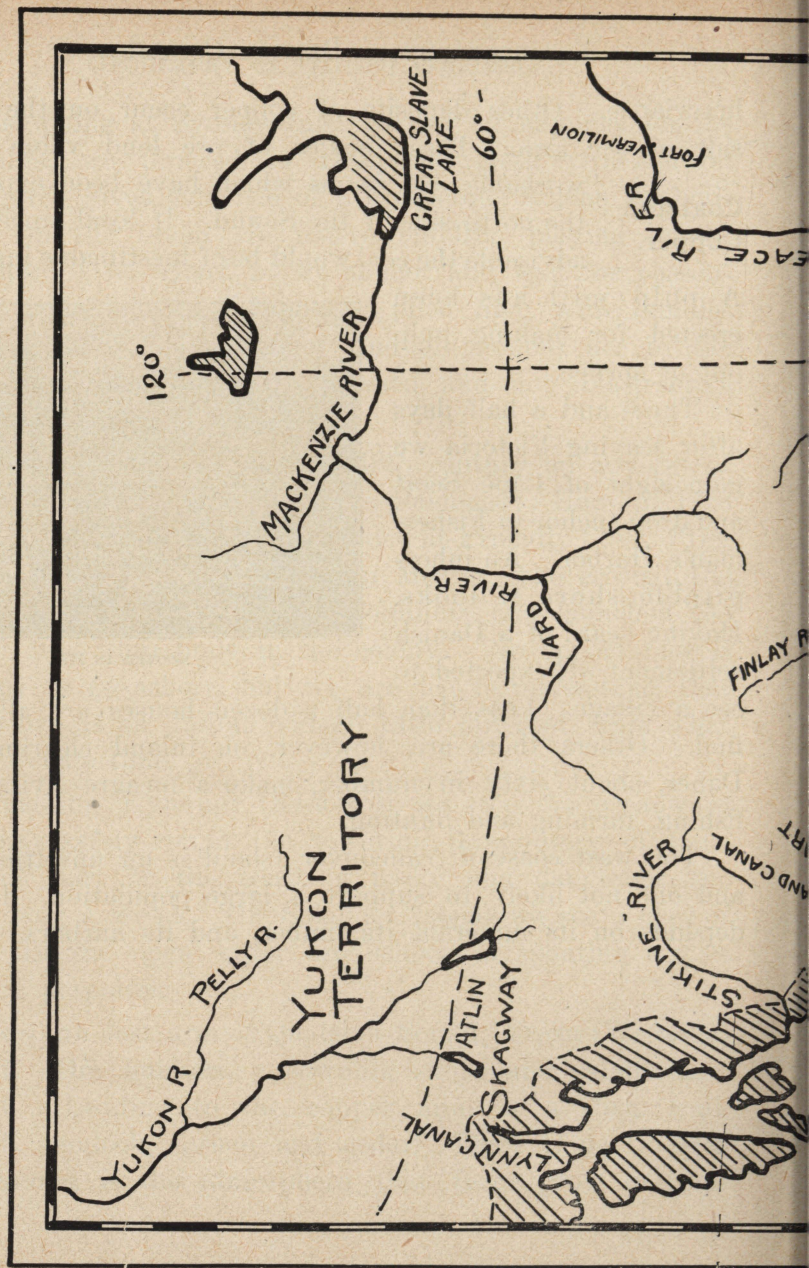 GREAT SLAVE
LAKE
60°
FORT VERMILION
RIVER
EACE
120°
MACKENZIE RIVER
LIARD RIVER
FINLAY R
YUKON
TERRITORY
PELLY R.
YUKON R
ATLIN
SKAGWAY
LYNN CANAL
STIKINE RIVER
AND CANAL